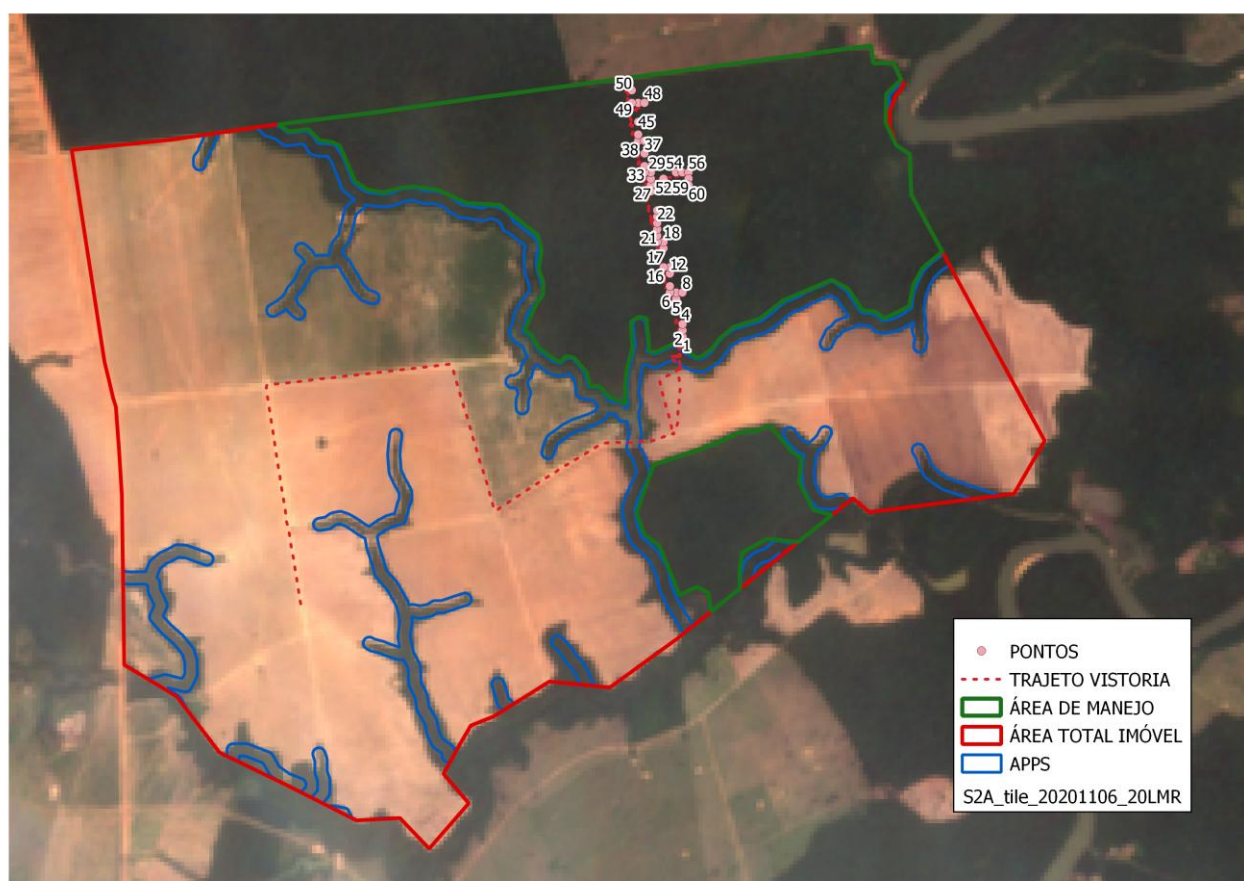 50
48
49
45
37
38
29 54 56
33
52 59 60
27
22
18
21
17
12
16
8
6
5
4
2
1
PONTOS
TRAJETO VISTORIA
ÁREA DE MANEJO
ÁREA TOTAL IMÓVEL
APPS
S2A_tile_20201106_20LMR